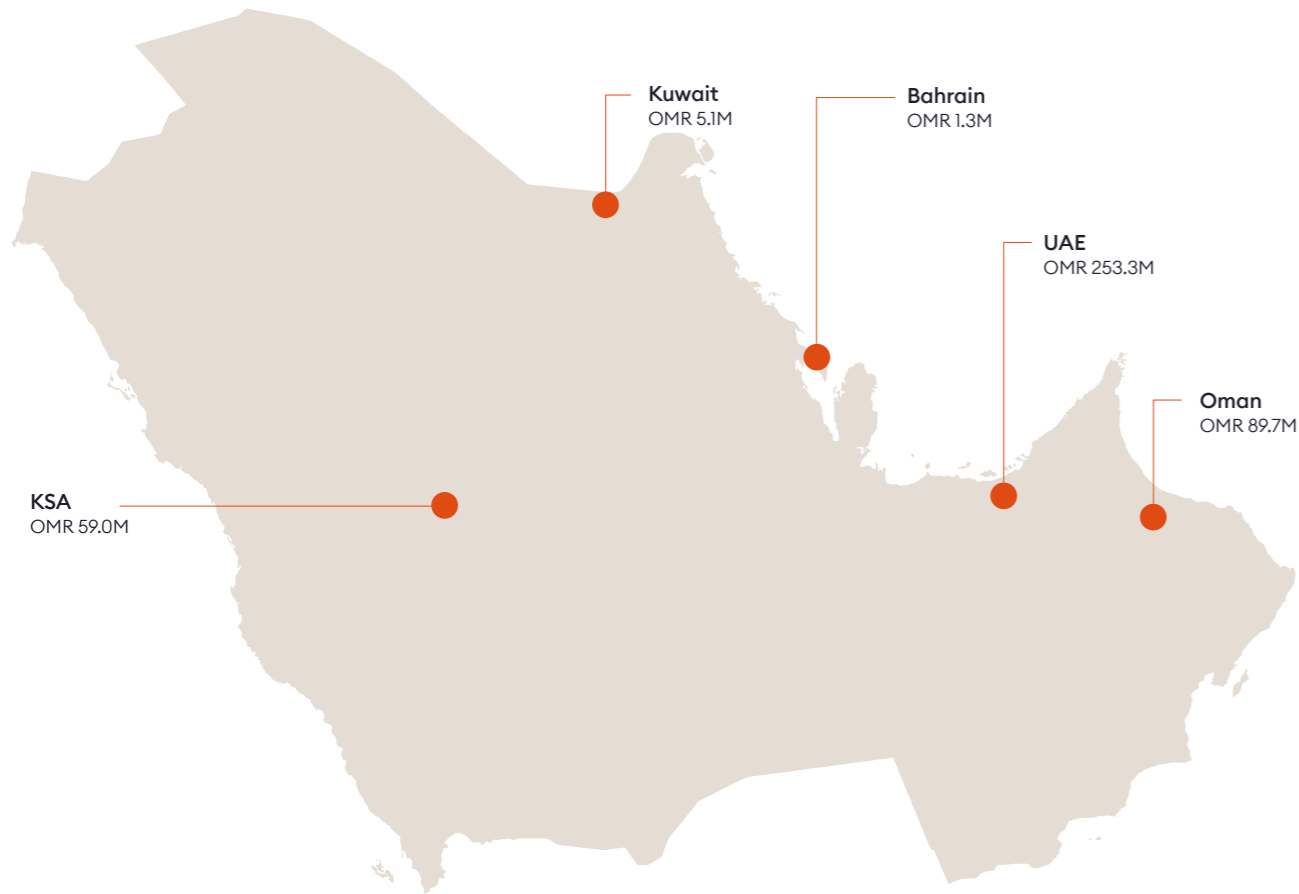 Kuwait
OMR 5.1M
Bahrain
OMR 1.3M
UAE
OMR 253.3M
Oman
OMR 89.7M
KSA
OMR 59.0M